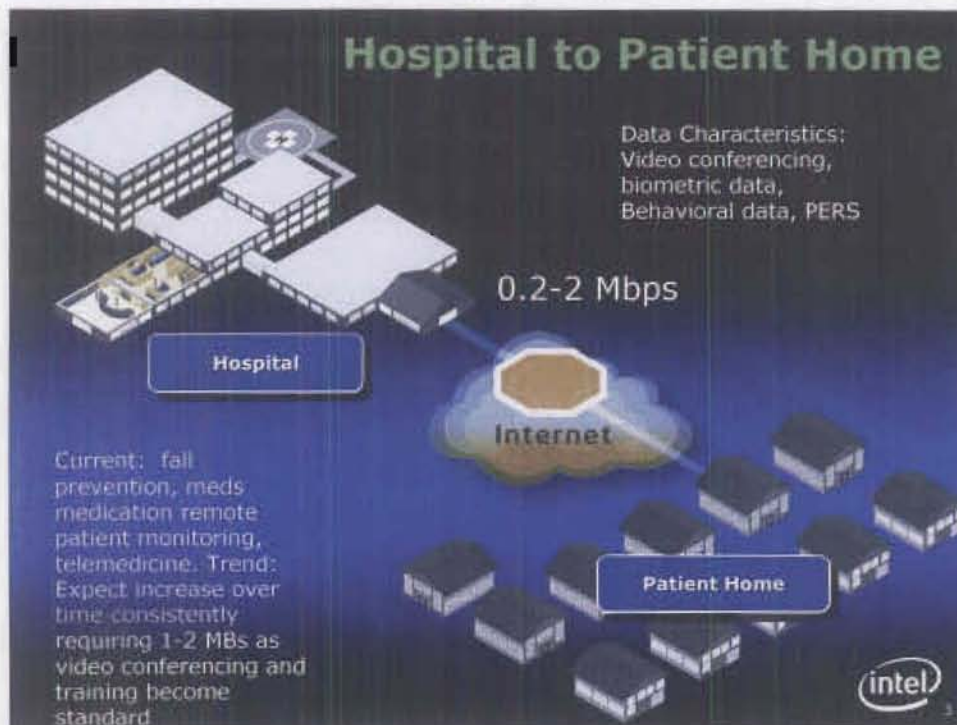 Hospital to Patient Home
Data Characteristics:
Video conferencing,
biometric data,
Behavioral data, PERS
0.2-2 Mbps
Hospital
Internet
Current: fall
prevention, meds
medication remote
patient monitoring,
telemedicine. Trend:
Expect increase over
time consistently
requiring 1-2 MBs as
video conferencing and
training become
standard
Patient Home
intel
3